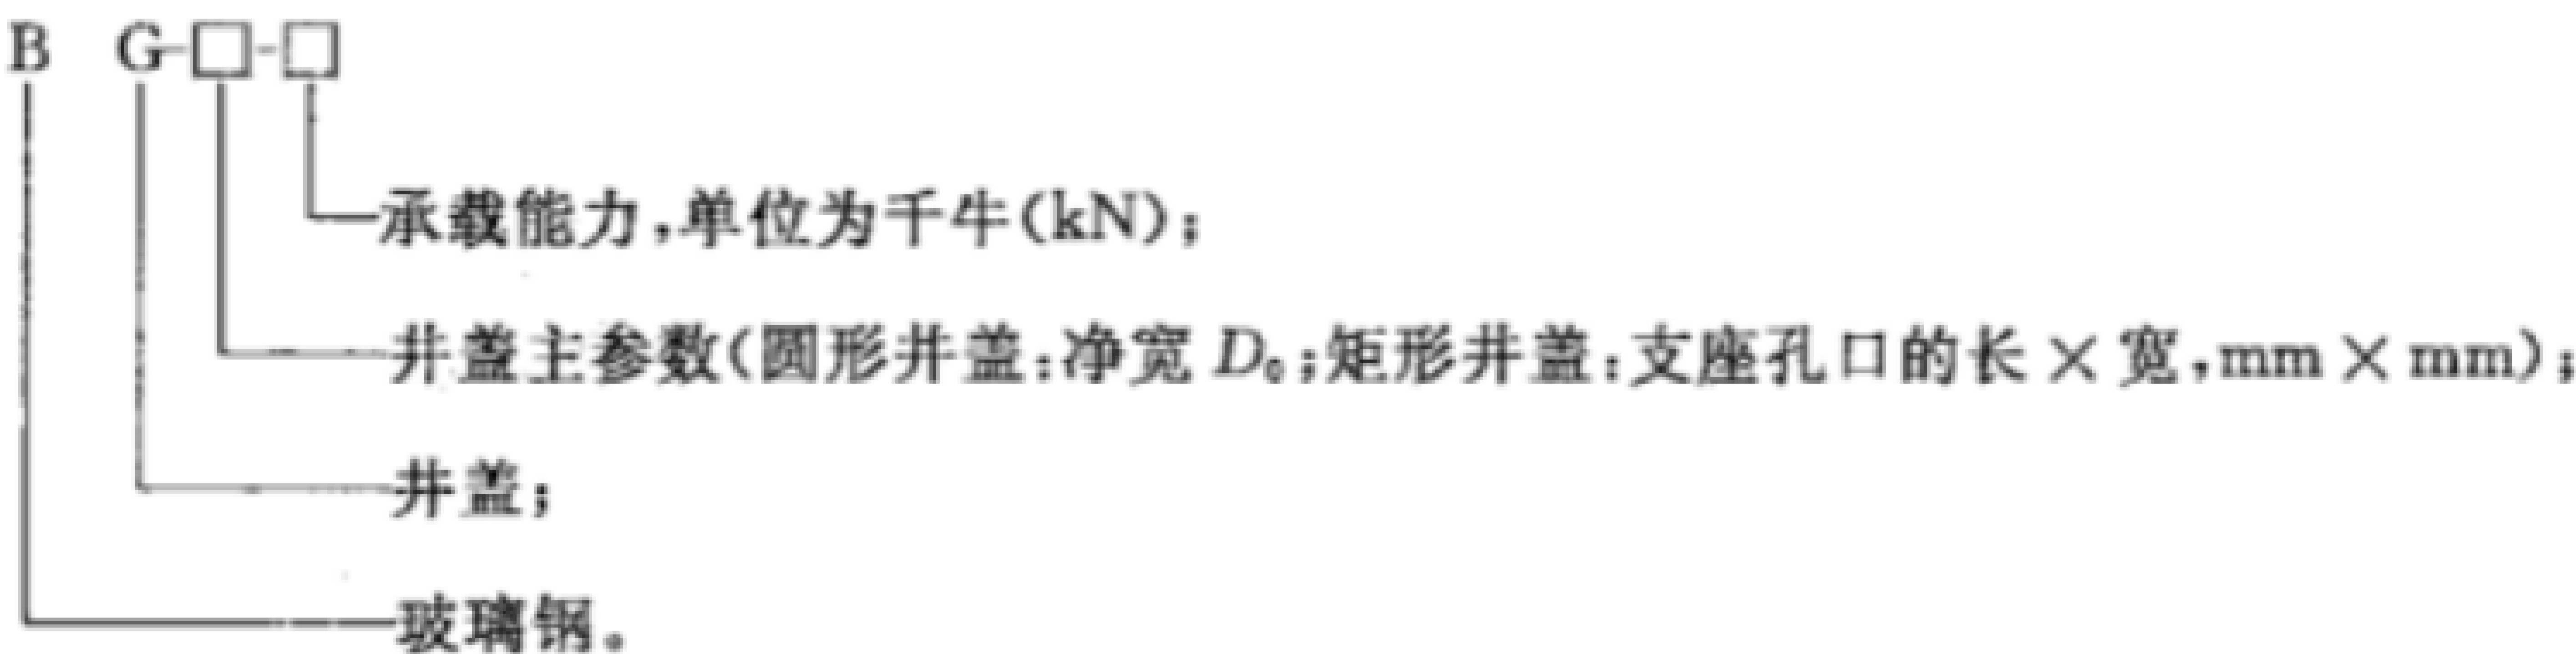 B G-□-□
承载能力,单位为千牛(kN);
井盖主参数(圆形井盖:净宽 D₀;矩形井盖:支座孔口的长×宽,mm×mm);
井盖;
玻璃钢。